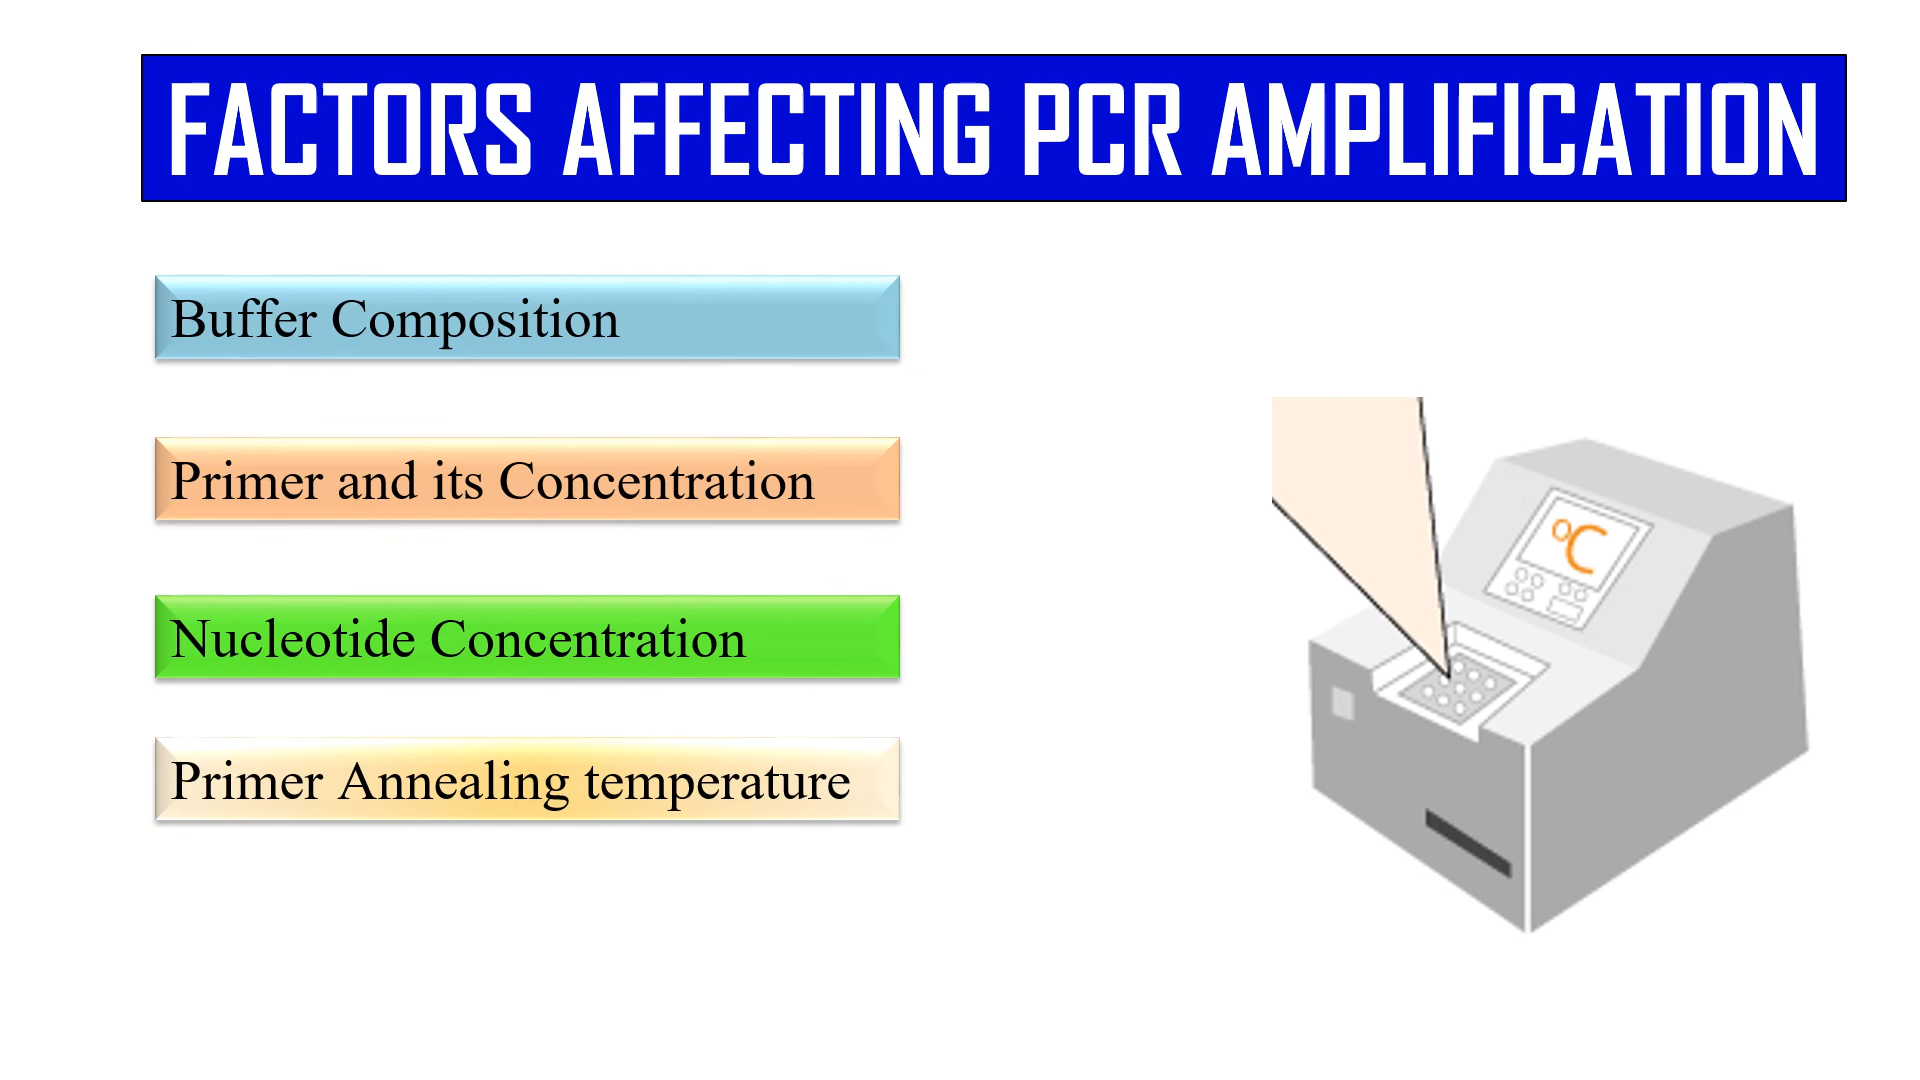 FACTORS AFFECTING PCR AMPLIFICATION
Buffer Composition
Primer and its Concentration
Nucleotide Concentration
Primer Annealing temperature
°C